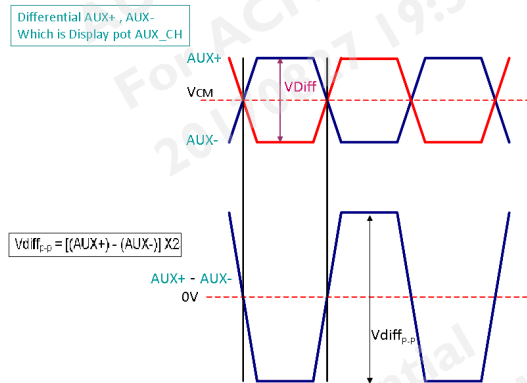 Differential AUX+ , AUX-
Which is Display pot AUX_CH
AUX+
VDiff
VCM
AUX-
Vdiffp-p = [(AUX+) - (AUX-)] X2
AUX+ - AUX-
0V
Vdiffp-p